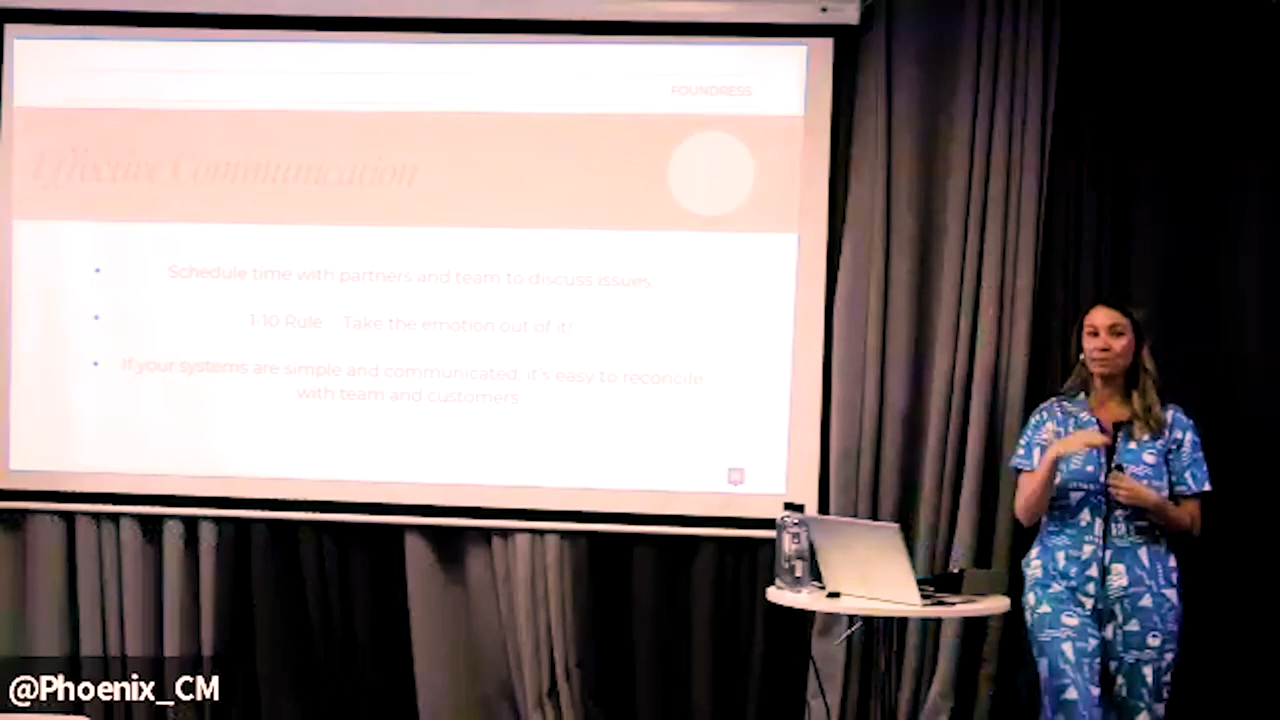 FOUNDRESS
Effective Communication
Schedule time with partners and team to discuss issues
1-10 Rule Take the emotion out of it!
If your systems are simple and communicated, it's easy to reconcile
with team and customers
@Phoenix_CM